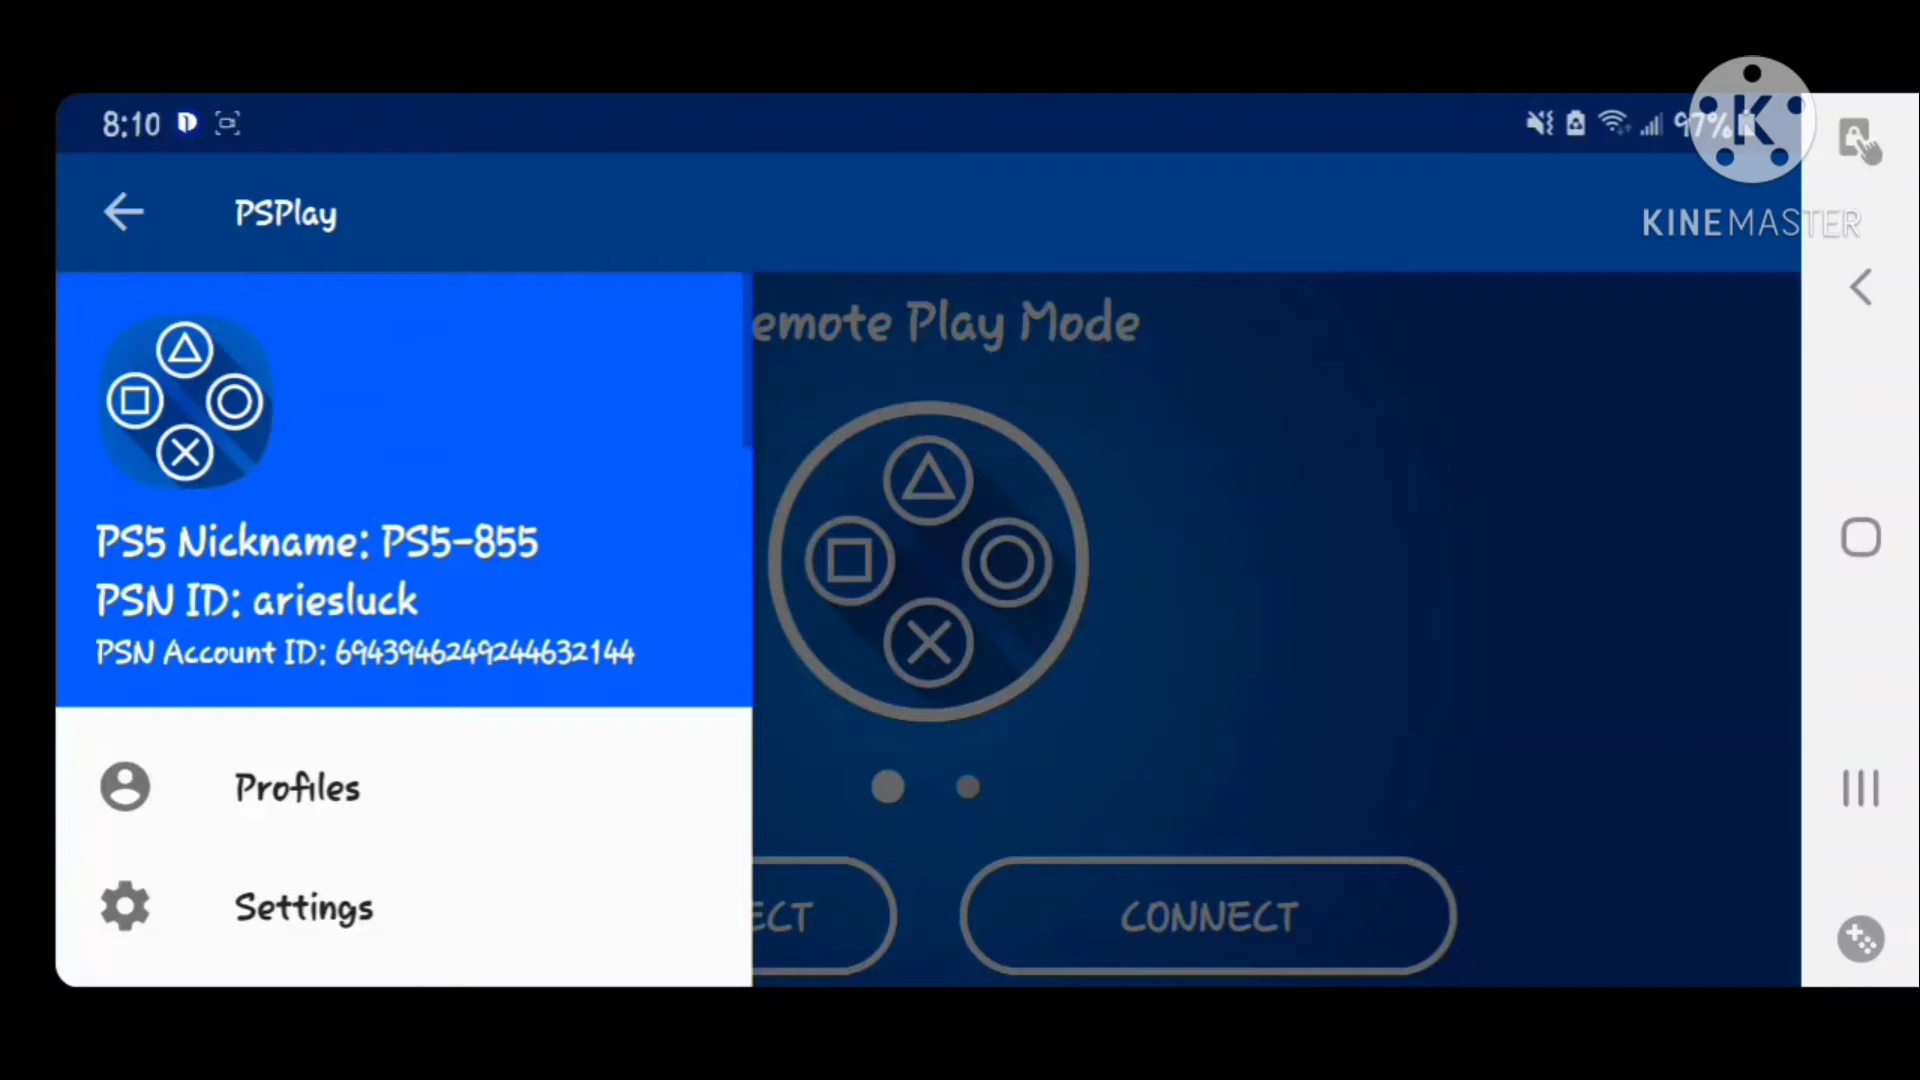 8:10
97%
K
KINEMASTER
PSPlay
emote Play Mode
PS5 Nickname: PS5-855
PSN ID: ariesluck
PSN Account ID: 6943946249244632144
Profiles
Settings
ECT
CONNECT